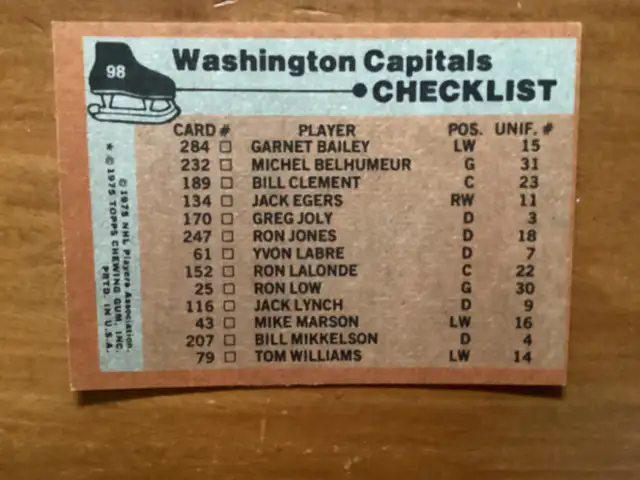 98
Washington Capitals
CHECKLIST
CARD # PLAYER POS. UNIF. #
284 □ GARNET BAILEY LW 15
232 □ MICHEL BELHUMEUR G 31
189 □ BILL CLEMENT C 23
134 □ JACK EGERS RW 11
170 □ GREG JOLY D 3
247 □ RON JONES D 18
61 □ YVON LABRE D 7
152 □ RON LALONDE C 22
25 □ RON LOW G 30
116 □ JACK LYNCH D 9
43 □ MIKE MARSON LW 16
207 □ BILL MIKKELSON D 4
79 □ TOM WILLIAMS LW 14
© 1975 NHL Players Association.
* © 1975 TOPPS CHEWING GUM, INC.
PRTD. IN U.S.A.